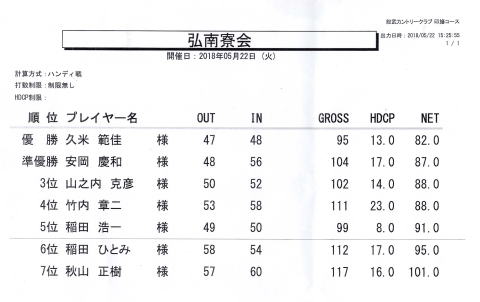 総武カントリークラブ 印旛コース
弘南寮会
出力日時:2018/05/22 15:25:55
1 / 1
開催日:2018年05月22日 (火)
計算方式:ハンディ戦
打数制限:制限無し
HDCP制限:
順 位 プレイヤー名 OUT IN GROSS HDCP NET
優 勝 久米 範佳 様 47 48 95 13.0 82.0
準優勝 安岡 慶和 様 48 56 104 17.0 87.0
3位 山之内 克彦 様 50 52 102 14.0 88.0
4位 竹内 章二 様 53 58 111 23.0 88.0
5位 稲田 浩一 様 49 50 99 8.0 91.0
6位 稲田 ひとみ 様 58 54 112 17.0 95.0
7位 秋山 正樹 様 57 60 117 16.0 101.0